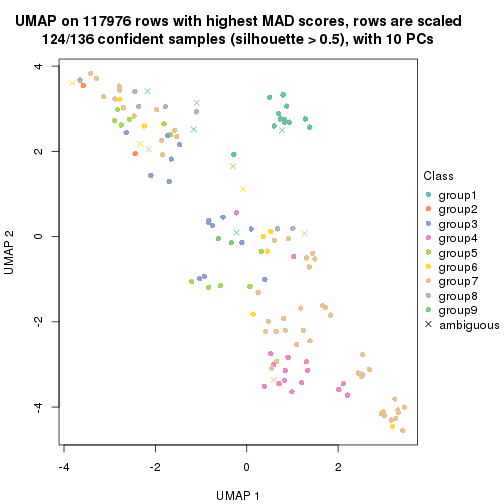 UMAP on 117976 rows with highest MAD scores, rows are scaled
124/136 confident samples (silhouette > 0.5), with 10 PCs
4
2
0
-2
-4
UMAP 2
-4
-2
0
2
UMAP 1
Class
group1
group2
group3
group4
group5
group6
group7
group8
group9
ambiguous